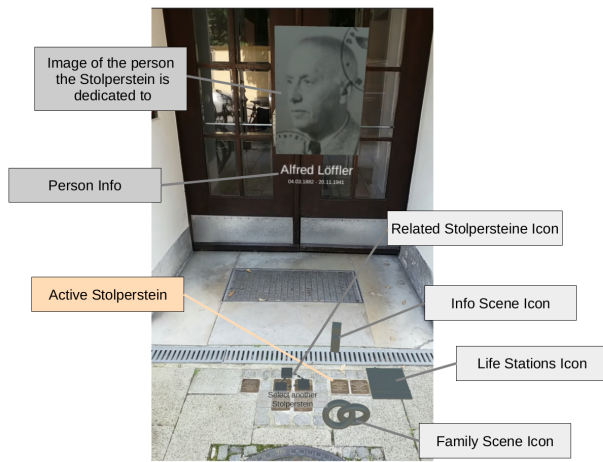 Image of the person
the Stolperstein is
dedicated to
Alfred Löffler
04.03.1892 - 20.11.1941
Person Info
Related Stolpersteine Icon
Active Stolperstein
Info Scene Icon
Life Stations Icon
Select another
Stolperstein
Family Scene Icon